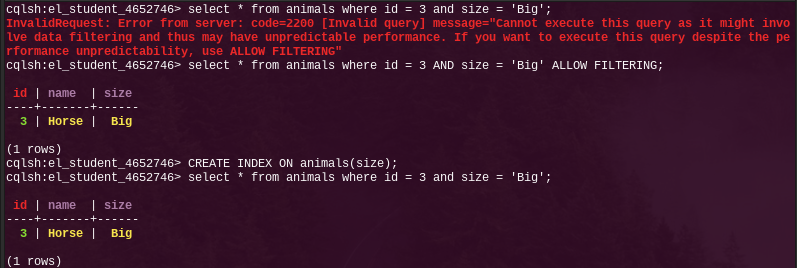 cqlsh:el_student_4652746> select * from animals where id = 3 and size = 'Big';
InvalidRequest: Error from server: code=2200 [Invalid query] message="Cannot execute this query as it might invo
lve data filtering and thus may have unpredictable performance. If you want to execute this query despite the pe
rformance unpredictability, use ALLOW FILTERING"
cqlsh:el_student_4652746> select * from animals where id = 3 AND size = 'Big' ALLOW FILTERING;
 id | name  | size
----+-------+------
  3 | Horse |  Big
(1 rows)
cqlsh:el_student_4652746> CREATE INDEX ON animals(size);
cqlsh:el_student_4652746> select * from animals where id = 3 and size = 'Big';
 id | name  | size
----+-------+------
  3 | Horse |  Big
(1 rows)